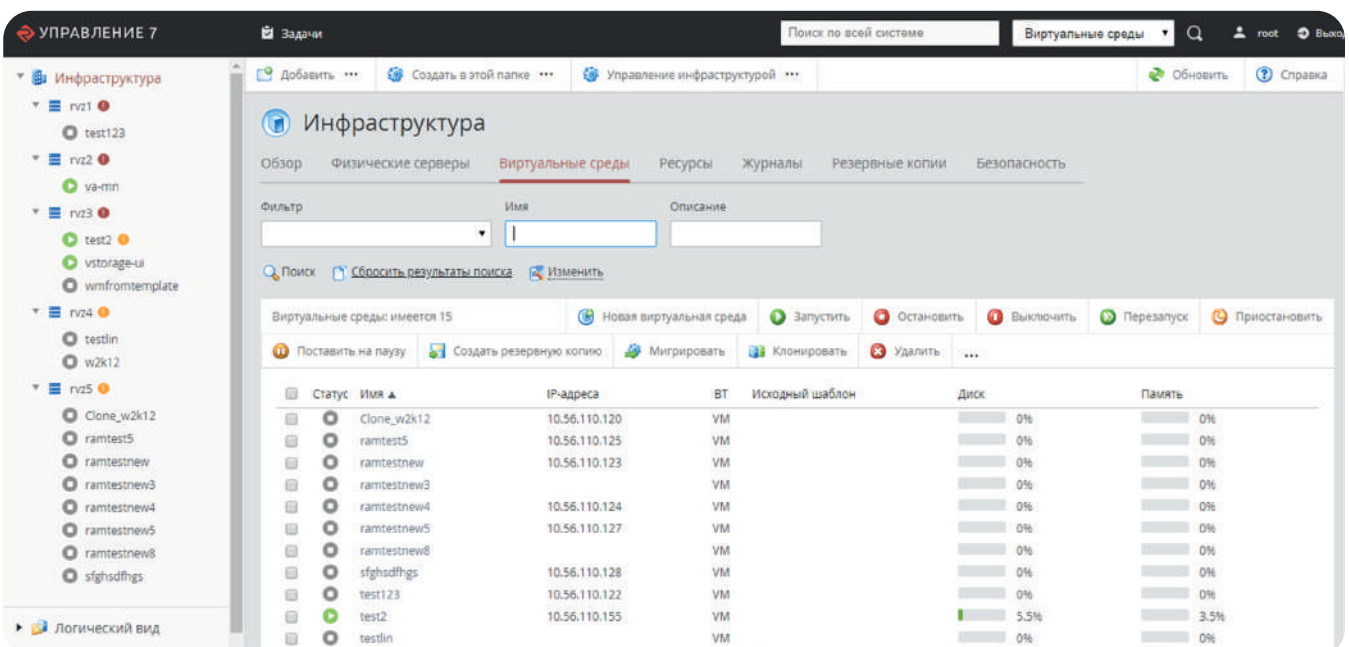 УПРАВЛЕНИЕ 7 Задачи Поиск по всей системе Виртуальные среды root Выхо
Инфраструктура
rvz1
test123
rvz2
va-mn
rvz3
test2
vstorage-ui
wmfromtemplate
rvz4
testlin
w2k12
rvz5
Clone_w2k12
ramtest5
ramtestnew
ramtestnew3
ramtestnew4
ramtestnew5
ramtestnew8
sfghsdfhgs
Логический вид
Добавить ••• Создать в этой папке ••• Управление инфраструктурой ••• Обновить Справка
Инфраструктура
Обзор Физические серверы Виртуальные среды Ресурсы Журналы Резервные копии Безопасность
Фильтр Имя Описание
Поиск Сбросить результаты поиска Изменить
Виртуальные среды: имеется 15 Новая виртуальная среда Запустить Остановить Выключить Перезапуск Приостановить
Поставить на паузу Создать резервную копию Мигрировать Клонировать Удалить •••
Статус Имя ▲ IP-адреса ВТ Исходный шаблон Диск Память
Clone_w2k12 10.56.110.120 VM 0% 0%
ramtest5 10.56.110.125 VM 0% 0%
ramtestnew 10.56.110.123 VM 0% 0%
ramtestnew3 VM 0% 0%
ramtestnew4 10.56.110.124 VM 0% 0%
ramtestnew5 10.56.110.127 VM 0% 0%
ramtestnew8 VM 0% 0%
sfghsdfhgs 10.56.110.128 VM 0% 0%
test123 10.56.110.122 VM 0% 0%
test2 10.56.110.155 VM 5.5% 3.5%
testlin VM 0% 0%